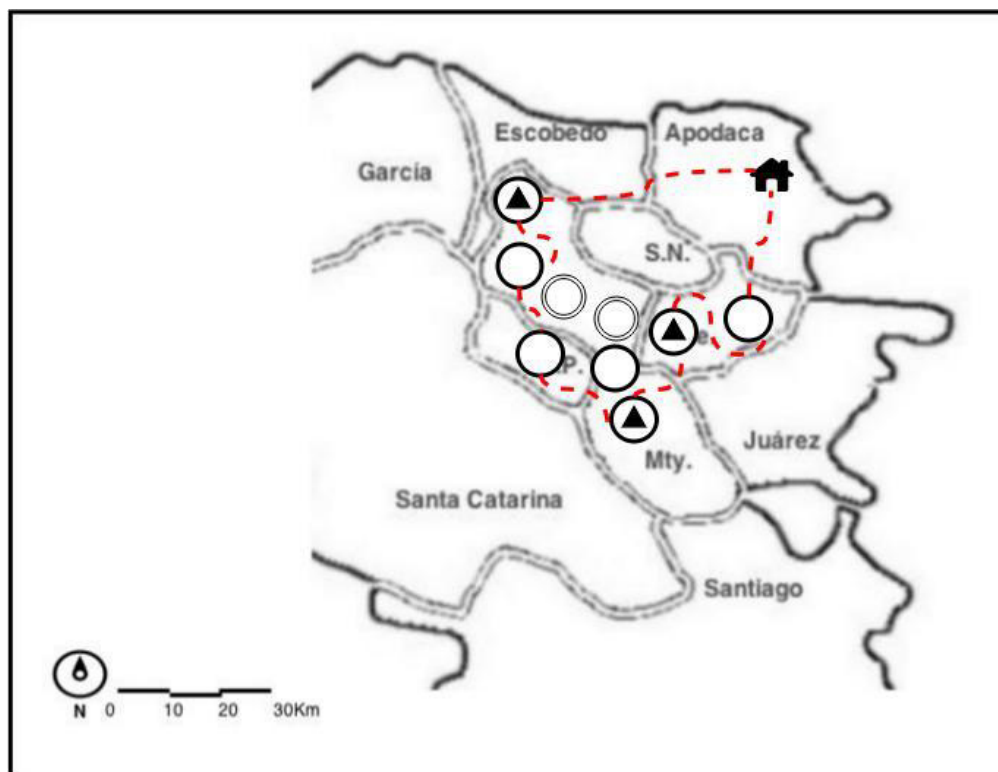 Escobedo
Apodaca
García
S.N.
e.
.P.
Juárez
Mty.
Santa Catarina
Santiago
N 0 10 20 30Km